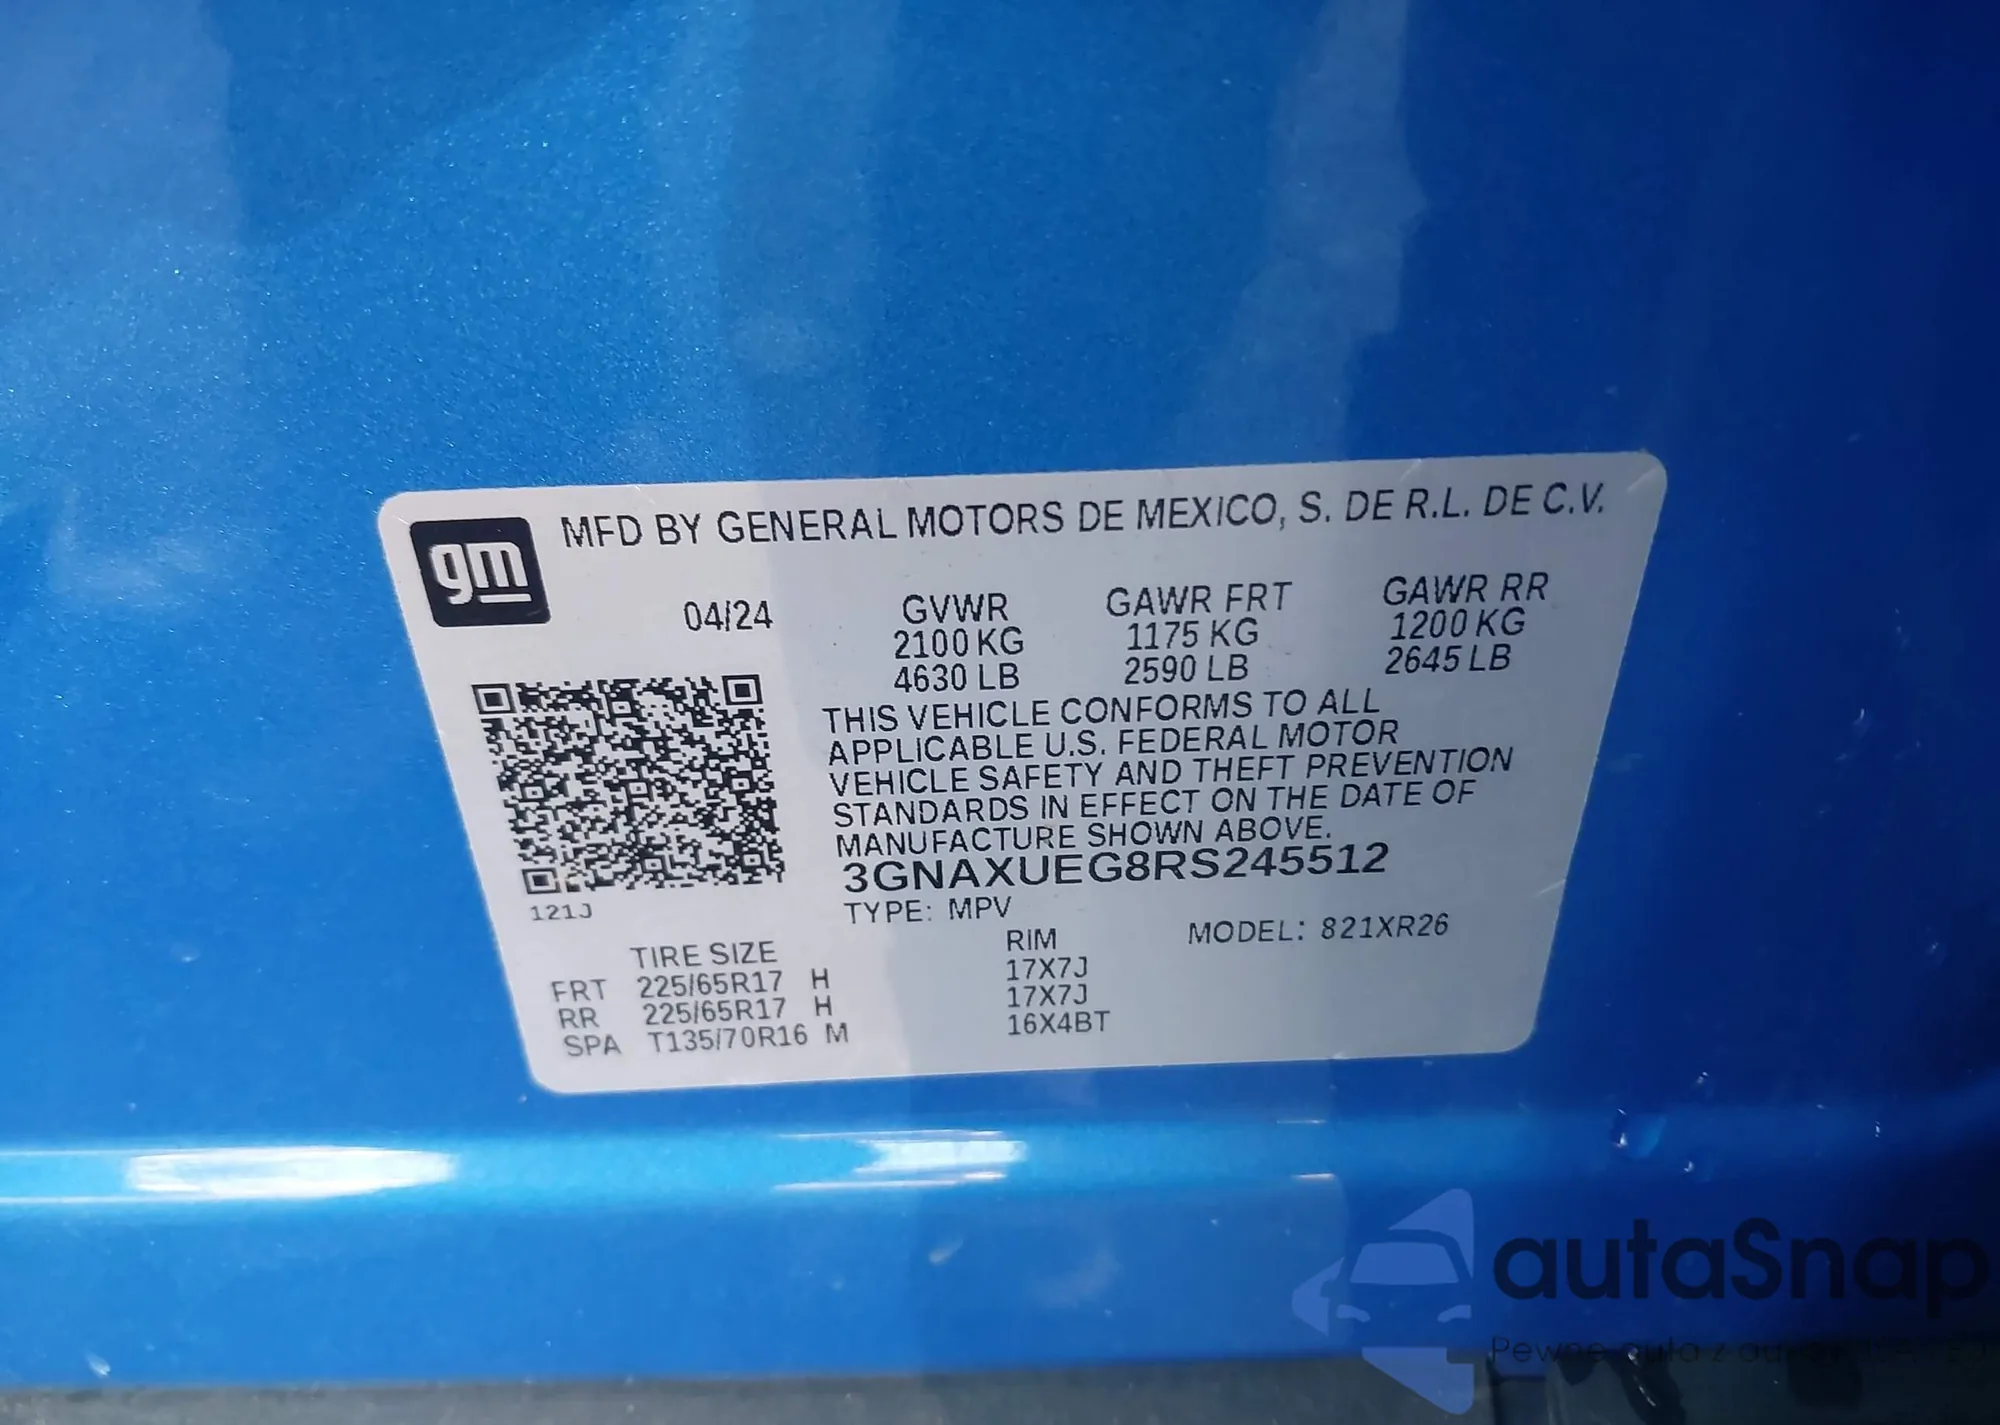 gm
MFD BY GENERAL MOTORS DE MEXICO, S. DE R.L. DE C.V.
04/24 GVWR GAWR FRT GAWR RR
2100 KG 1175 KG 1200 KG
4630 LB 2590 LB 2645 LB
THIS VEHICLE CONFORMS TO ALL
APPLICABLE U.S. FEDERAL MOTOR
VEHICLE SAFETY AND THEFT PREVENTION
STANDARDS IN EFFECT ON THE DATE OF
MANUFACTURE SHOWN ABOVE.
3GNAXUEG8RS245512
121J
TYPE: MPV MODEL: 821XR26
TIRE SIZE RIM
FRT 225/65R17 H 17X7J
RR 225/65R17 H 17X7J
SPA T135/70R16 M 16X4BT
autaSnap
Pewne auta z